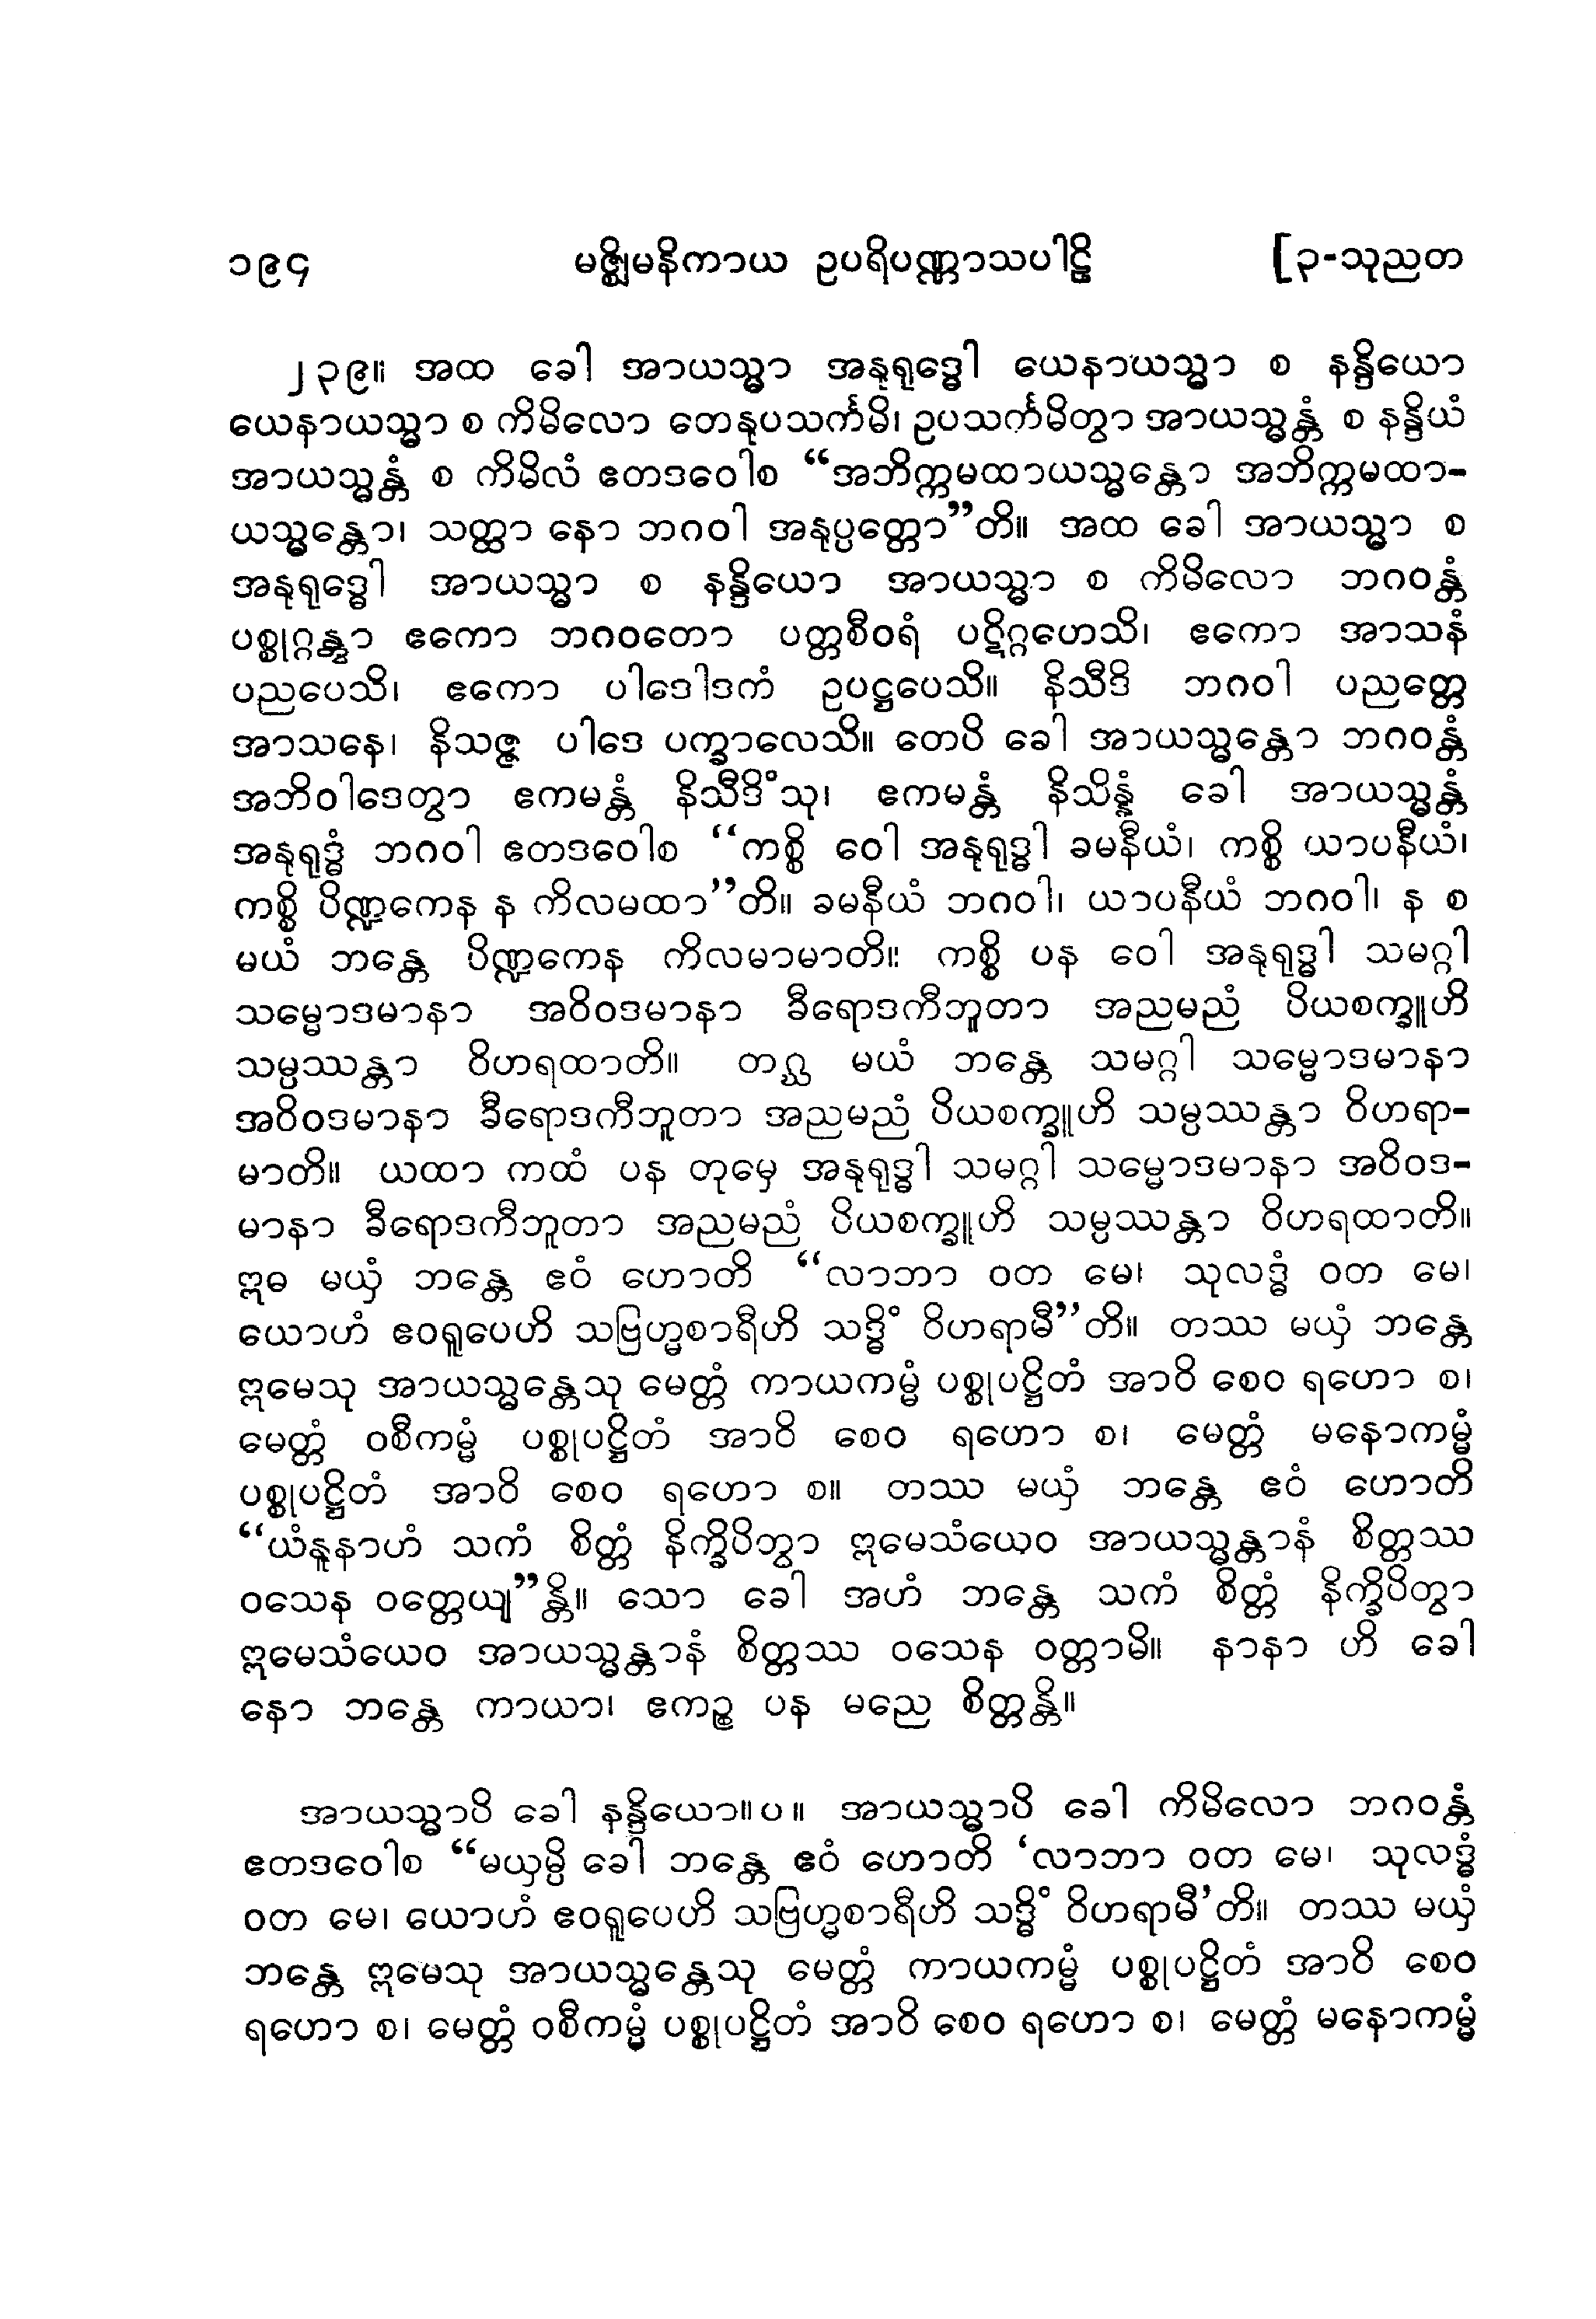 ၁၉၄ မဇ္ဈိမနိကာယ ဥပရိပဏ္ဏာသပါဠိ [၃-သုညတ
၂၃၉။ အထ ခေါ အာယသ္မာ အနုရုဒ္ဓေါ ယေနာယသ္မာ စ နန္ဒိယော
ယေနာယသ္မာ စ ကိမိလော တေနုပသင်္ကမိ၊ ဥပသင်္ကမိတွာ အာယသ္မန္တံ စ နန္ဒိယံ
အာယသ္မန္တံ စ ကိမိလံ ဧတဒဝေါစ “အဘိက္ကမထာယသ္မန္တော အဘိက္ကမထာ-
ယသ္မန္တော၊ သတ္ထာ နော ဘဂဝါ အနုပ္ပတ္တော”တိ။ အထ ခေါ အာယသ္မာ စ
အနုရုဒ္ဓေါ အာယသ္မာ စ နန္ဒိယော အာယသ္မာ စ ကိမိလော ဘဂဝန္တံ
ပစ္စုဂ္ဂန္တွာ ဧကော ဘဂဝတော ပတ္တစီဝရံ ပဋိဂ္ဂဟေသိ၊ ဧကော အာသနံ
ပညပေသိ၊ ဧကော ပါဒေါဒကံ ဥပဋ္ဌပေသိ။ နိသီဒိ ဘဂဝါ ပညတ္တေ
အာသနေ၊ နိသဇ္ဇ ပါဒေ ပက္ခာလေသိ။ တေပိ ခေါ အာယသ္မန္တော ဘဂဝန္တံ
အဘိဝါဒေတွာ ဧကမန္တံ နိသီဒိံသု၊ ဧကမန္တံ နိသိန္နံ ခေါ အာယသ္မန္တံ
အနုရုဒ္ဓံ ဘဂဝါ ဧတဒဝေါစ “ကစ္စိ ဝေါ အနုရုဒ္ဓါ ခမနီယံ၊ ကစ္စိ ယာပနီယံ၊
ကစ္စိ ပိဏ္ဍကေန န ကိလမထာ”တိ။ ခမနီယံ ဘဂဝါ၊ ယာပနီယံ ဘဂဝါ၊ န စ
မယံ ဘန္တေ ပိဏ္ဍကေန ကိလမာမာတိ။ ကစ္စိ ပန ဝေါ အနုရုဒ္ဓါ သမဂ္ဂါ
သမ္မောဒမာနာ အဝိဝဒမာနာ ခီရောဒကီဘူတာ အညမညံ ပိယစက္ခူဟိ
သမ္ပဿန္တာ ဝိဟရထာတိ။ တဂ္ဃ မယံ ဘန္တေ သမဂ္ဂါ သမ္မောဒမာနာ
အဝိဝဒမာနာ ခီရောဒကီဘူတာ အညမညံ ပိယစက္ခူဟိ သမ္ပဿန္တာ ဝိဟရာ-
မာတိ။ ယထာ ကထံ ပန တုမှေ အနုရုဒ္ဓါ သမဂ္ဂါ သမ္မောဒမာနာ အဝိဝဒ-
မာနာ ခီရောဒကီဘူတာ အညမညံ ပိယစက္ခူဟိ သမ္ပဿန္တာ ဝိဟရထာတိ။
ဣဓ မယှံ ဘန္တေ ဧဝံ ဟောတိ “လာဘာ ဝတ မေ၊ သုလဒ္ဓံ ဝတ မေ၊
ယောဟံ ဧဝရူပေဟိ သဗြဟ္မစာရီဟိ သဒ္ဓိံ ဝိဟရာမီ”တိ။ တဿ မယှံ ဘန္တေ
ဣမေသု အာယသ္မန္တေသု မေတ္တံ ကာယကမ္မံ ပစ္စုပဋ္ဌိတံ အာဝိ စေဝ ရဟော စ၊
မေတ္တံ ဝစီကမ္မံ ပစ္စုပဋ္ဌိတံ အာဝိ စေဝ ရဟော စ၊ မေတ္တံ မနောကမ္မံ
ပစ္စုပဋ္ဌိတံ အာဝိ စေဝ ရဟော စ။ တဿ မယှံ ဘန္တေ ဧဝံ ဟောတိ
“ယံနူနာဟံ သကံ စိတ္တံ နိက္ခိပိတွာ ဣမေသံယေဝ အာယသ္မန္တာနံ စိတ္တဿ
ဝသေန ဝတ္တေယျ”န္တိ။ သော ခေါ အဟံ ဘန္တေ သကံ စိတ္တံ နိက္ခိပိတွာ
ဣမေသံယေဝ အာယသ္မန္တာနံ စိတ္တဿ ဝသေန ဝတ္တာမိ။ နာနာ ဟိ ခေါ
နော ဘန္တေ ကာယာ၊ ဧကဉ္စ ပန မညေ စိတ္တန္တိ။
အာယသ္မာပိ ခေါ နန္ဒိယော။ပ။ အာယသ္မာပိ ခေါ ကိမိလော ဘဂဝန္တံ
ဧတဒဝေါစ “မယှမ္ပိ ခေါ ဘန္တေ ဧဝံ ဟောတိ ‘လာဘာ ဝတ မေ၊ သုလဒ္ဓံ
ဝတ မေ၊ ယောဟံ ဧဝရူပေဟိ သဗြဟ္မစာရီဟိ သဒ္ဓိံ ဝိဟရာမီ’တိ။ တဿ မယှံ
ဘန္တေ ဣမေသု အာယသ္မန္တေသု မေတ္တံ ကာယကမ္မံ ပစ္စုပဋ္ဌိတံ အာဝိ စေဝ
ရဟော စ၊ မေတ္တံ ဝစီကမ္မံ ပစ္စုပဋ္ဌိတံ အာဝိ စေဝ ရဟော စ၊ မေတ္တံ မနောကမ္မံ